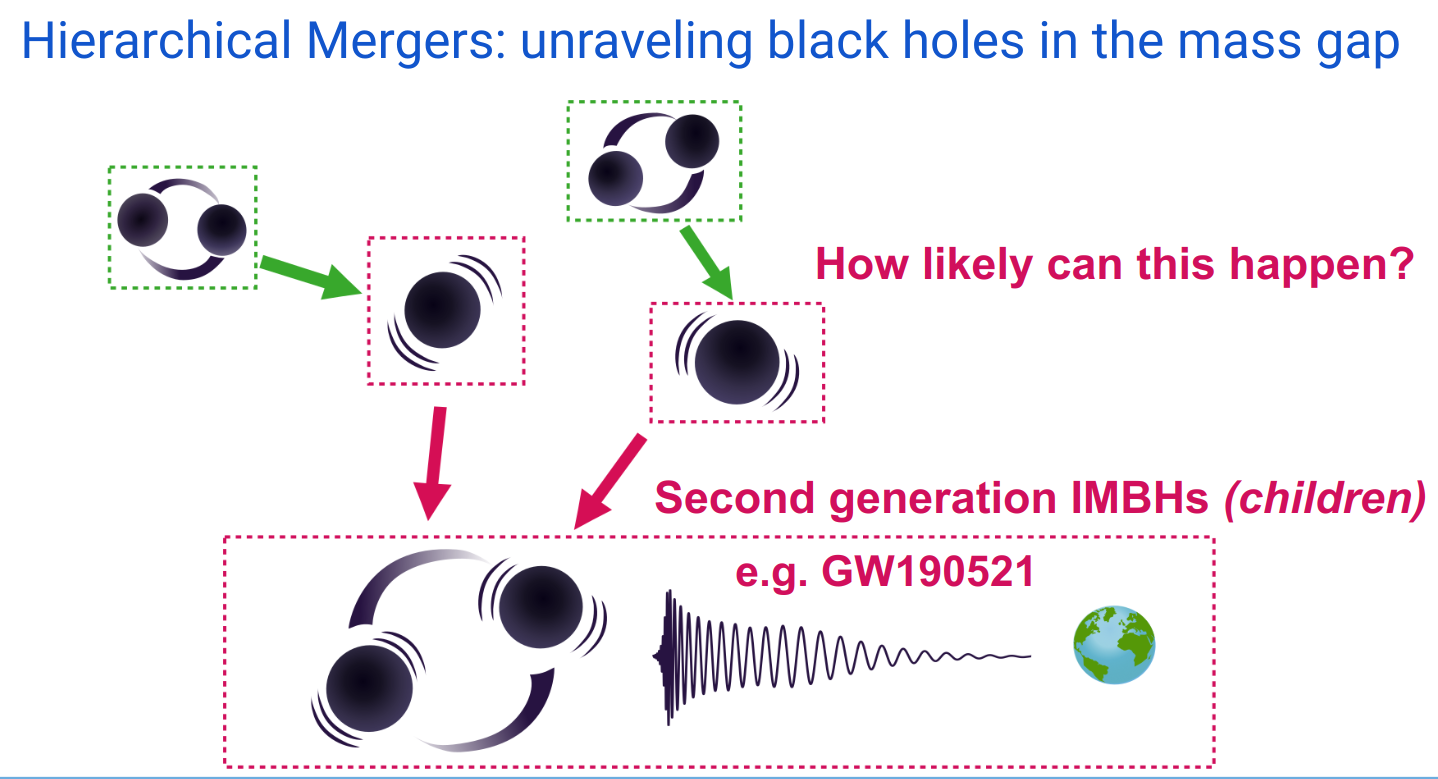 Hierarchical Mergers: unraveling black holes in the mass gap
How likely can this happen?
Second generation IMBHs (children)
e.g. GW190521